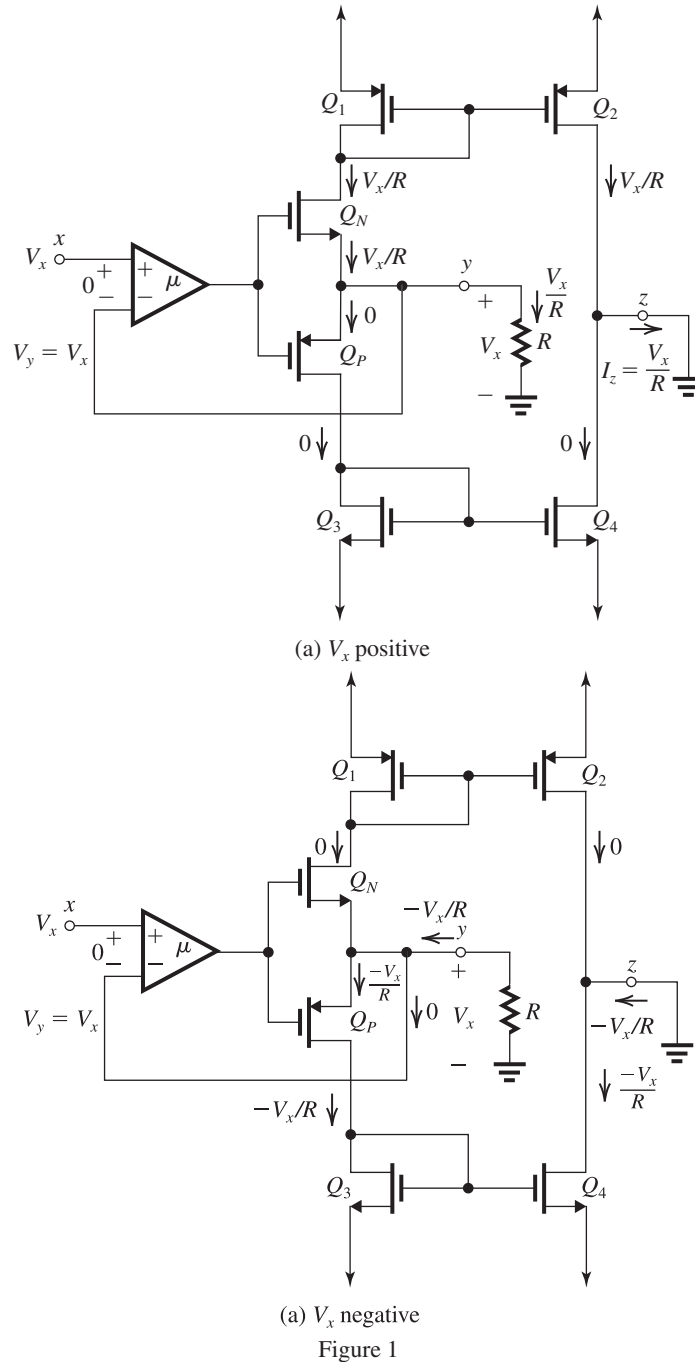 Q1
Q2
Vx/R
Vx/R
QN
x
Vx
+
0
−
+
−
μ
Vx/R
y
+
Vx/R
z
0
QP
Vx
R
Iz = Vx/R
Vy = Vx
−
0
0
Q3
Q4
(a) Vx positive
Q1
Q2
0
0
QN
x
Vx
+
0
−
+
−
μ
−Vx/R
y
+
z
−Vx/R
QP
0
Vx
R
−Vx/R
Vy = Vx
−
−Vx/R
−Vx/R
Q3
Q4
(a) Vx negative
Figure 1